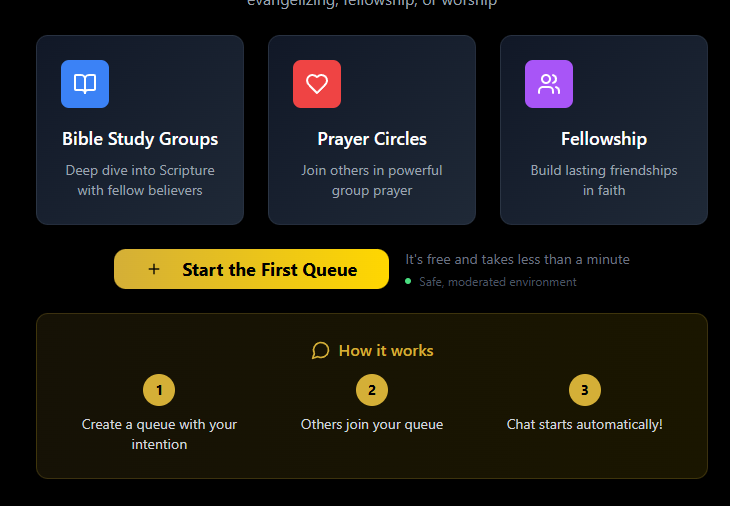 evangelizing, fellowship, or worship
Bible Study Groups
Deep dive into Scripture
with fellow believers
Prayer Circles
Join others in powerful
group prayer
Fellowship
Build lasting friendships
in faith
+ Start the First Queue
It's free and takes less than a minute
Safe, moderated environment
How it works
1
Create a queue with your
intention
2
Others join your queue
3
Chat starts automatically!